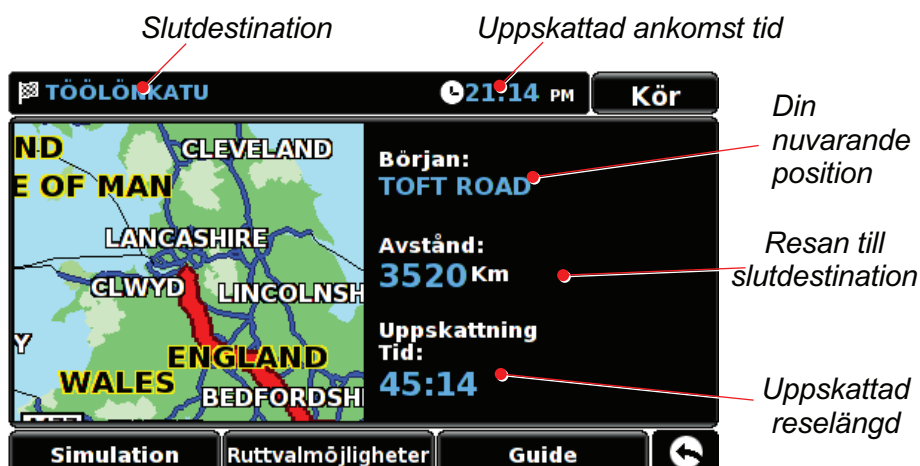 Slutdestination
Uppskattad ankomst tid
TÖÖLÖNKATU
21:14 PM
Kör
Din
nuvarande
position
Början:
TOFT ROAD
Avstånd:
3520 Km
Resan till
slutdestination
Uppskattning
Tid:
45:14
Uppskattad
reselängd
ND
CLEVELAND
E OF MAN
LANCASHIRE
CLWYD
LINCOLNSH
Y
ENGLAND
WALES
BEDFORDSH
Simulation
Ruttvalmöjligheter
Guide